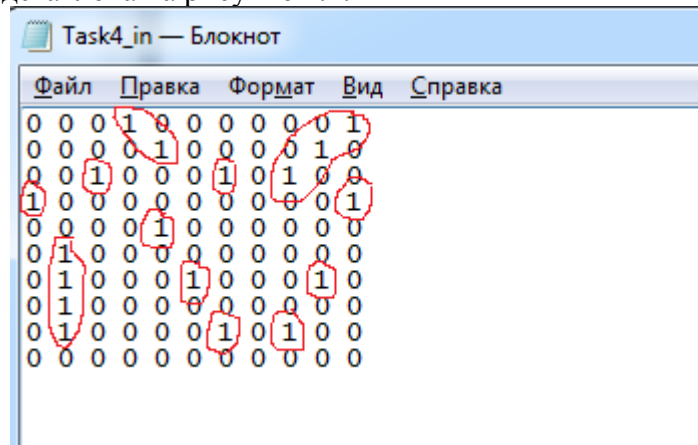 Task4_in — Блокнот
Файл Правка Формат Вид Справка
0 0 0 1 0 0 0 0 0 0 1
0 0 0 0 1 0 0 0 0 1 0
0 0 1 0 0 0 1 0 1 0 0
1 0 0 0 0 0 0 0 0 0 1
0 0 0 0 1 0 0 0 0 0 0
0 1 0 0 0 0 0 0 0 0 0
0 1 0 0 0 1 0 0 0 1 0
0 1 0 0 0 0 0 0 0 0 0
0 1 0 0 0 0 1 0 1 0 0
0 0 0 0 0 0 0 0 0 0 0